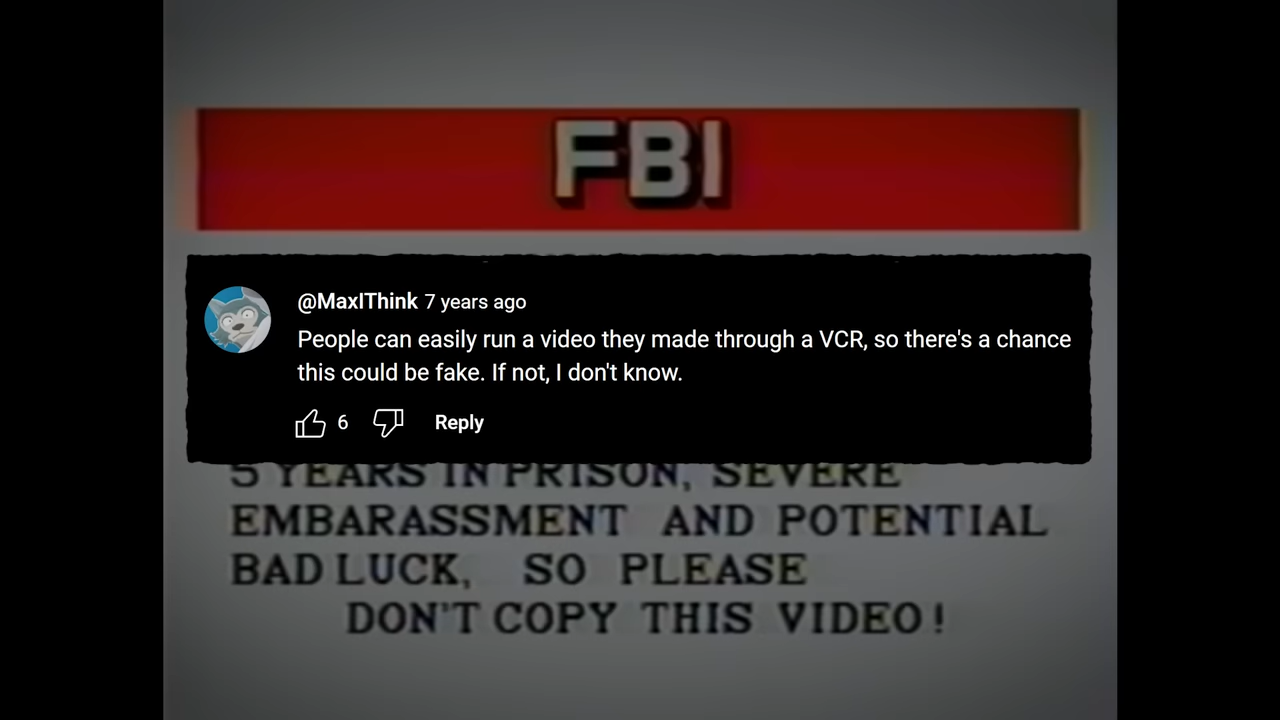 FBI
@MaxIThink 7 years ago
People can easily run a video they made through a VCR, so there's a chance
this could be fake. If not, I don't know.
6 Reply
5 YEARS IN PRISON, SEVERE
EMBARASSMENT AND POTENTIAL
BAD LUCK, SO PLEASE
DON'T COPY THIS VIDEO!